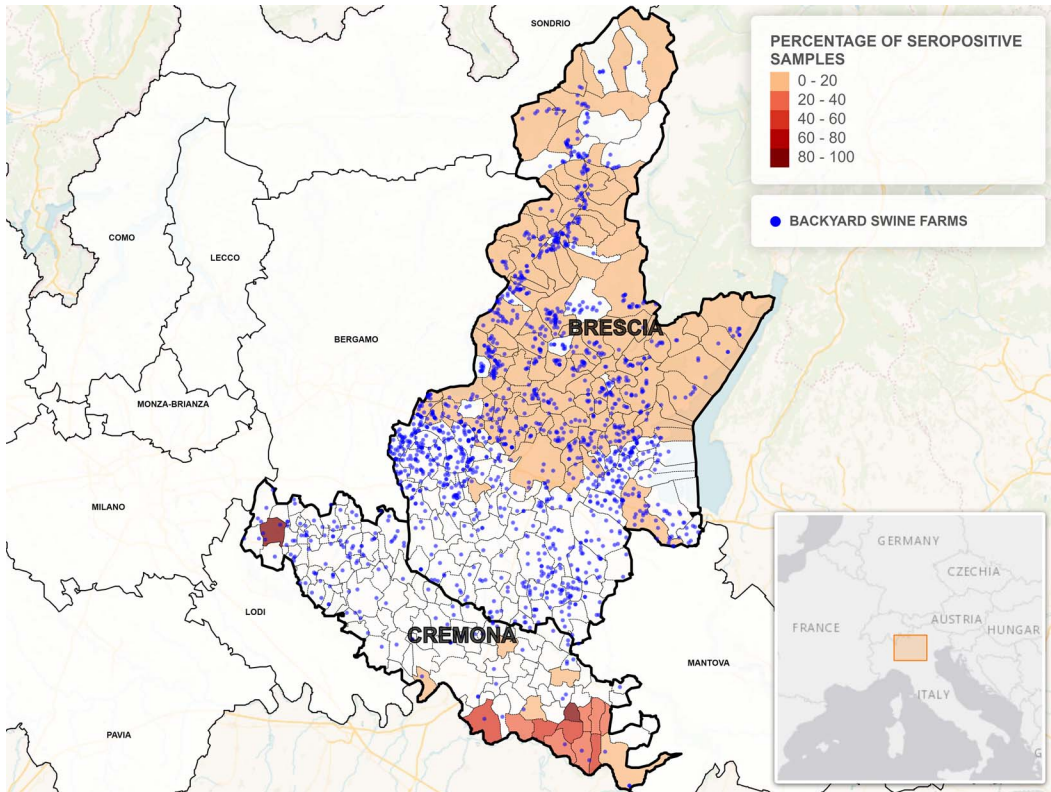 SONDRIO
PERCENTAGE OF SEROPOSITIVE
SAMPLES
0 - 20
20 - 40
40 - 60
60 - 80
80 - 100
BACKYARD SWINE FARMS
COMO
LECCO
BERGAMO
BRESCIA
MONZA-BRIANZA
MILANO
LODI
CREMONA
MANTOVA
PAVIA
GERMANY
CZECHIA
FRANCE
AUSTRIA
HUNGAR
ITALY
G